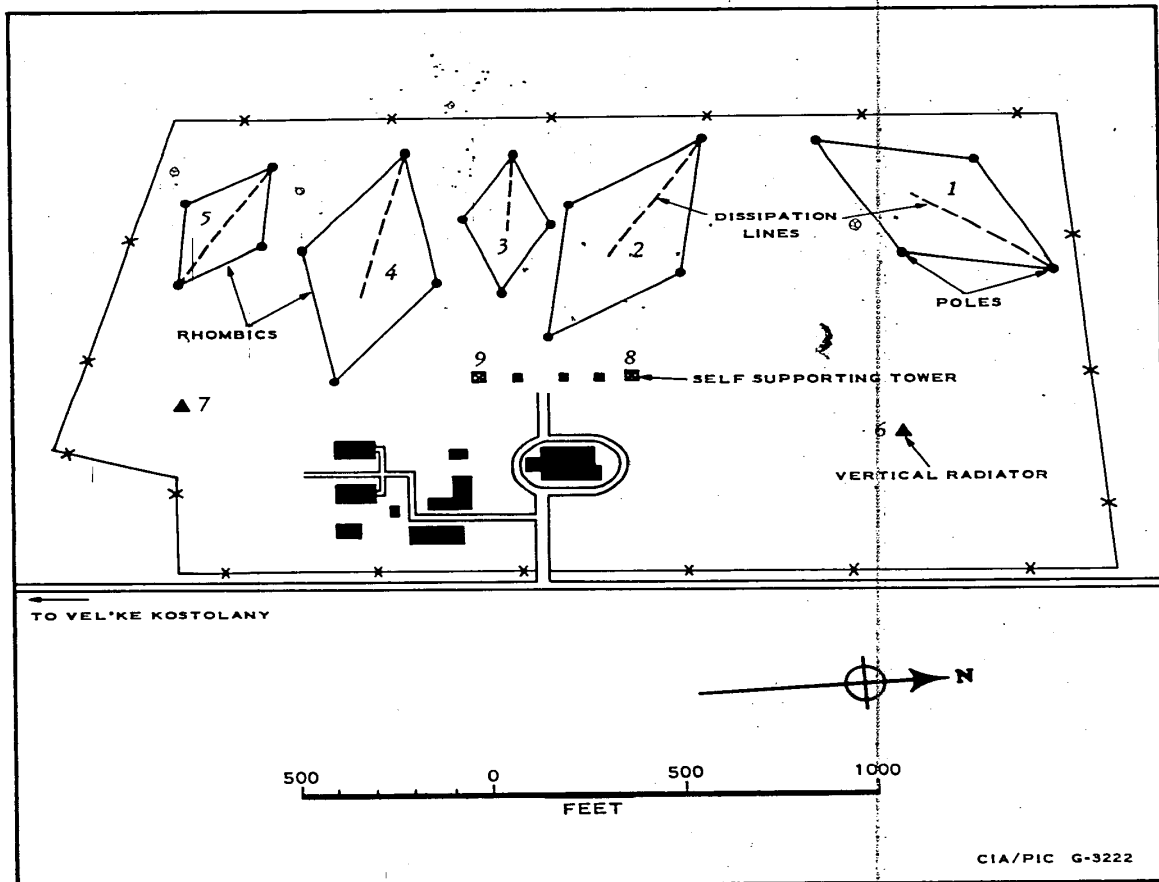 5
4
3
2
1
DISSIPATION
LINES
RHOMBICS
POLES
9
8
SELF SUPPORTING TOWER
7
6
VERTICAL RADIATOR
TO VEL'KE KOSTOLANY
N
500 0 500 1000
FEET
CIA/PIC G-3222